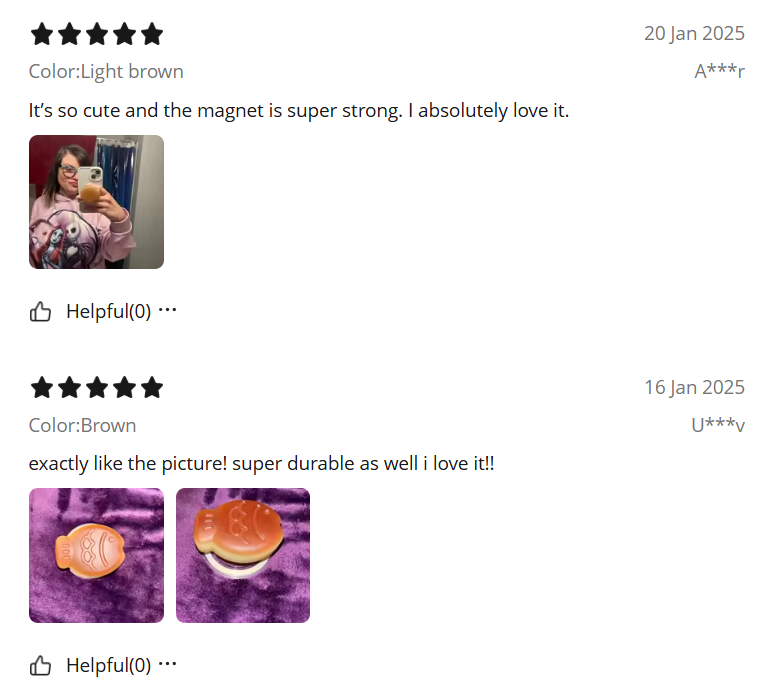 20 Jan 2025
Color:Light brown
A***r
It's so cute and the magnet is super strong. I absolutely love it.
Helpful(0) ···
16 Jan 2025
Color:Brown
U***v
exactly like the picture! super durable as well i love it!!
Helpful(0) ···